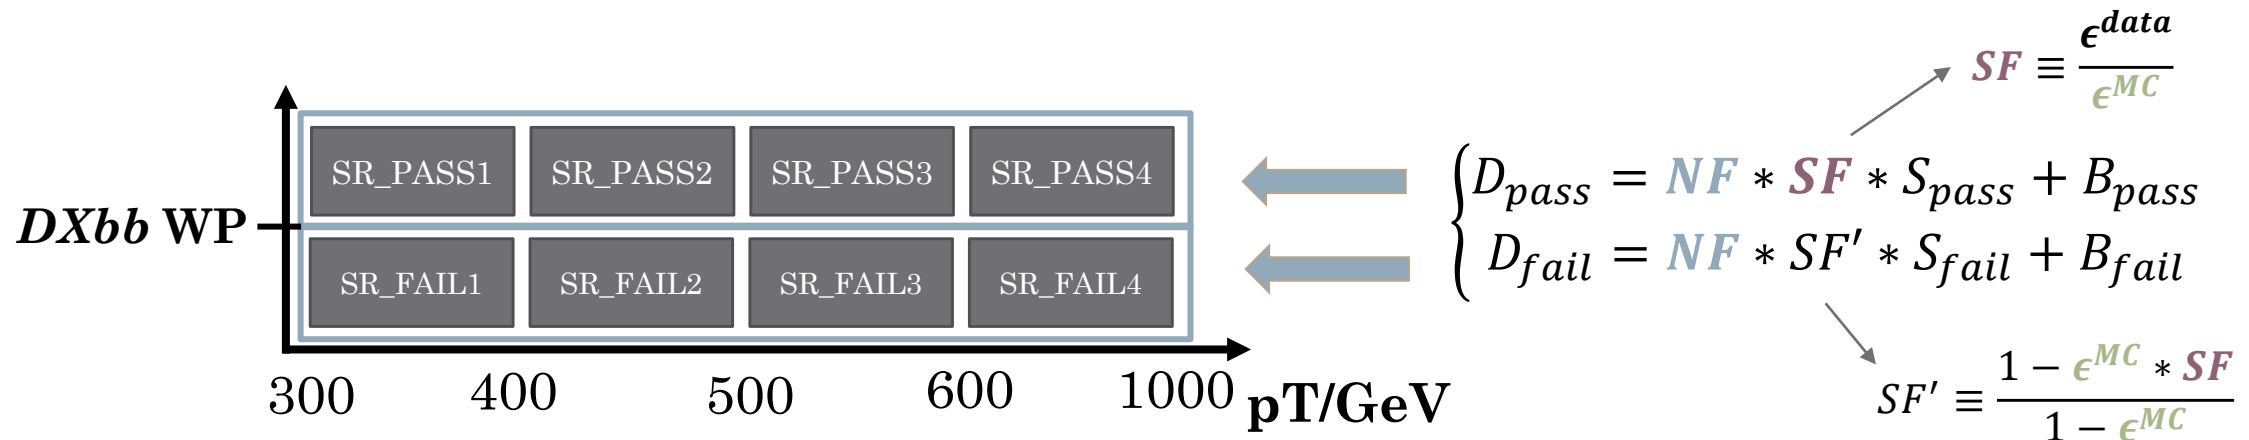 SF ≡ ϵ^data / ϵ^MC
SR_PASS1 SR_PASS2 SR_PASS3 SR_PASS4
D_pass = NF * SF * S_pass + B_pass
DXbb WP
SR_FAIL1 SR_FAIL2 SR_FAIL3 SR_FAIL4
D_fail = NF * SF' * S_fail + B_fail
300 400 500 600 1000 pT/GeV
SF' ≡ 1 − ϵ^MC * SF / 1 − ϵ^MC